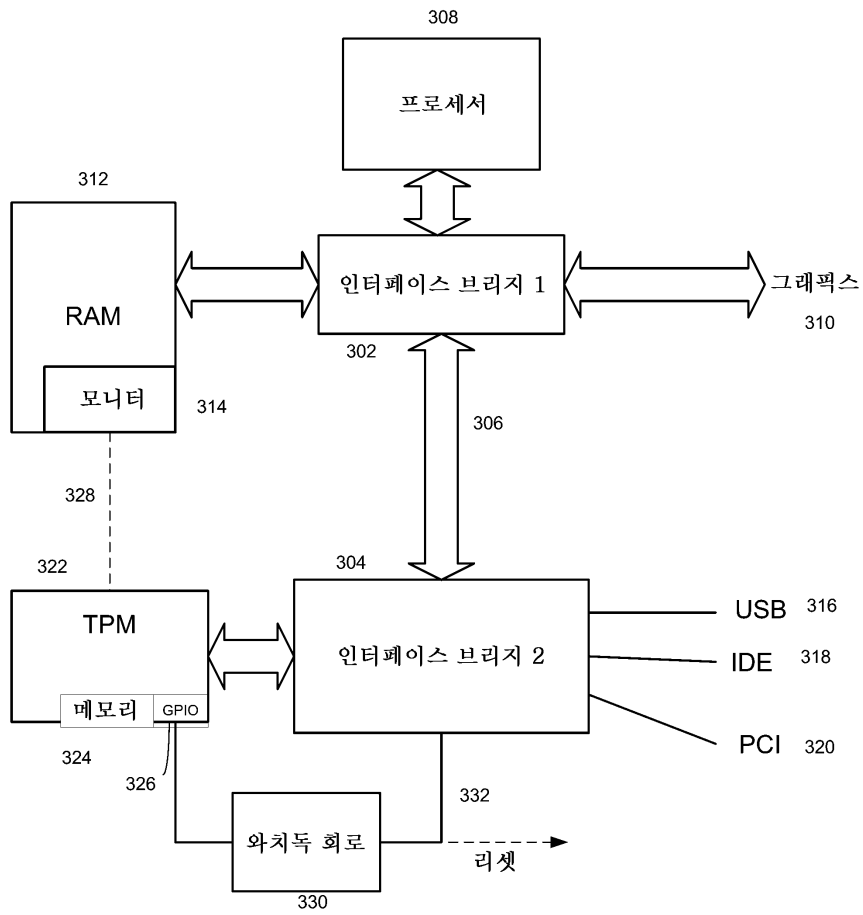 308
프로세서
312
RAM
인터페이스 브리지 1
그래픽스
310
302
모니터
314
306
328
322
304
TPM
인터페이스 브리지 2
USB 316
IDE 318
PCI 320
메모리
GPIO
324
326
332
와치독 회로
리셋
330